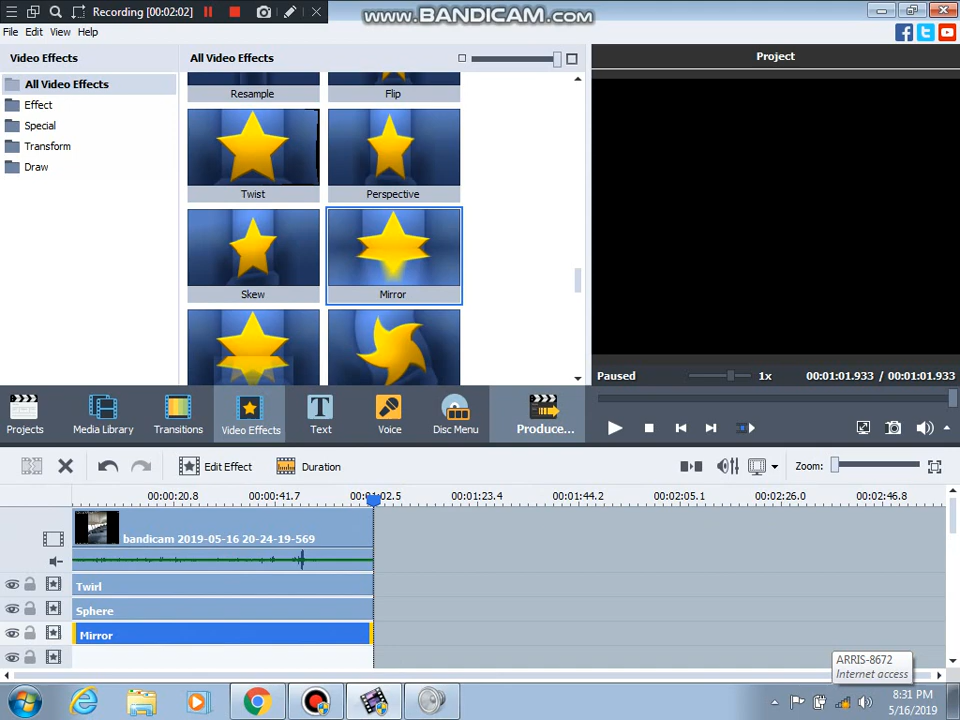 Recording [00:02:02]
www.BANDICAM.com
File Edit View Help
Video Effects
All Video Effects
Project
All Video Effects
Effect
Special
Transform
Draw
Resample
Flip
Twist
Perspective
Skew
Mirror
Paused
1x
00:01:01.933 / 00:01:01.933
Projects
Media Library
Transitions
Video Effects
Text
Voice
Disc Menu
Produce...
Edit Effect
Duration
Zoom:
00:00:20.8
00:00:41.7
00:01:02.5
00:01:23.4
00:01:44.2
00:02:05.1
00:02:26.0
00:02:46.8
bandicam 2019-05-16 20-24-19-569
Twirl
Sphere
Mirror
ARRIS-8672
Internet access
8:31 PM
5/16/2019